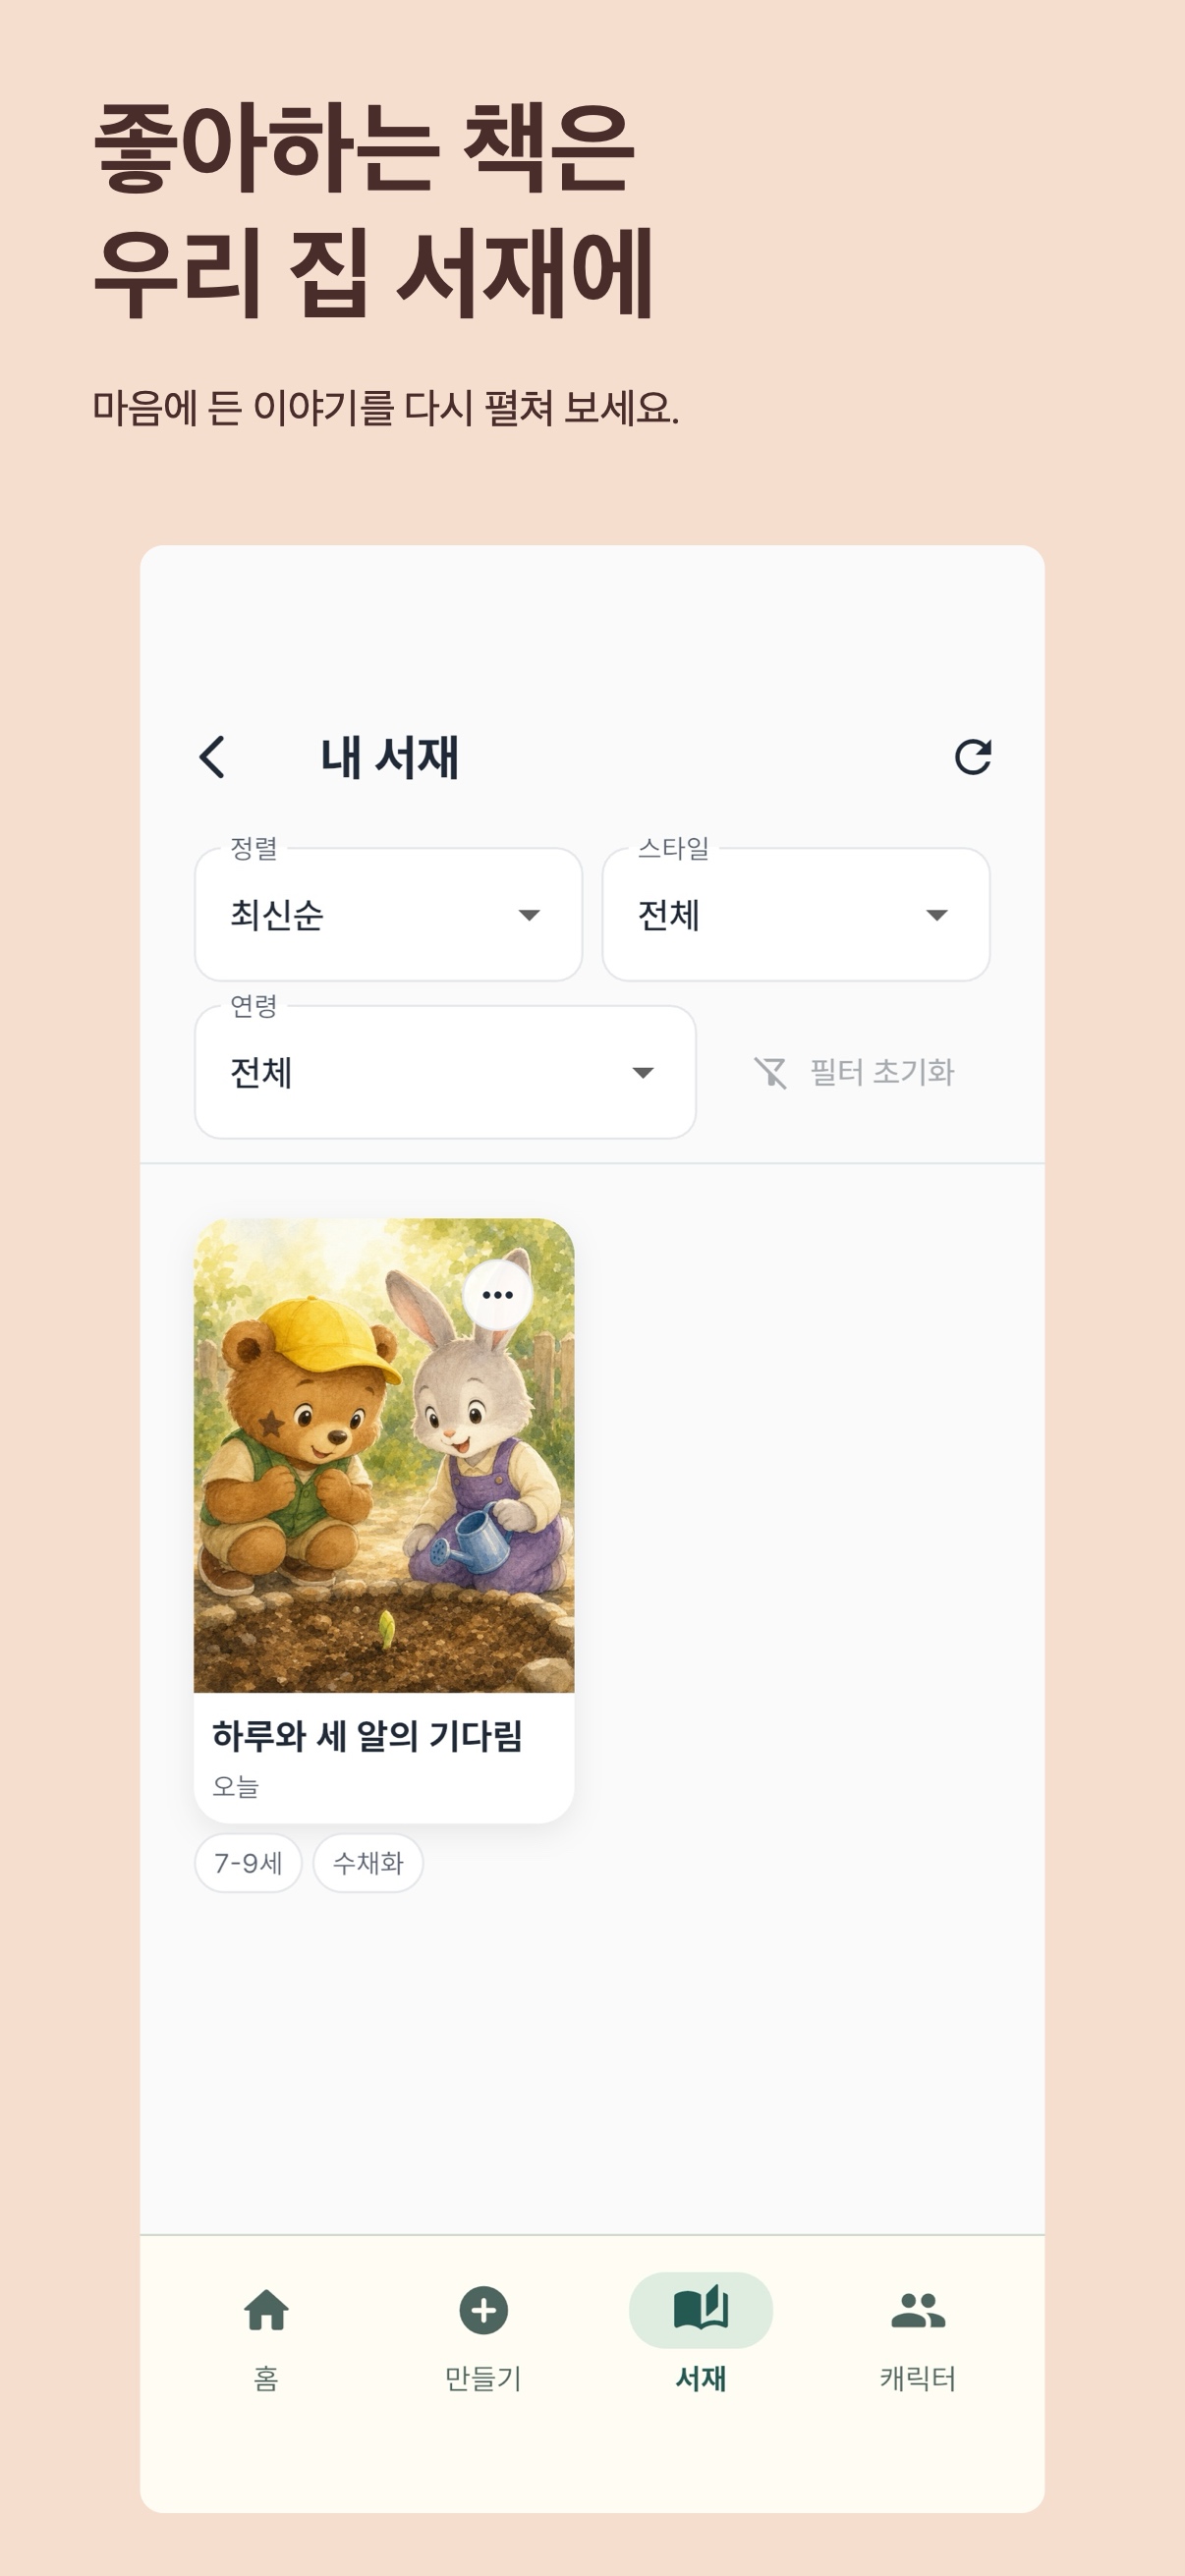 좋아하는 책은
우리 집 서재에
마음에 든 이야기를 다시 펼쳐 보세요.
내 서재
정렬
스타일
최신순
전체
연령
전체
필터 초기화
하루와 세 알의 기다림
오늘
7-9세
수채화
홈
만들기
서재
캐릭터